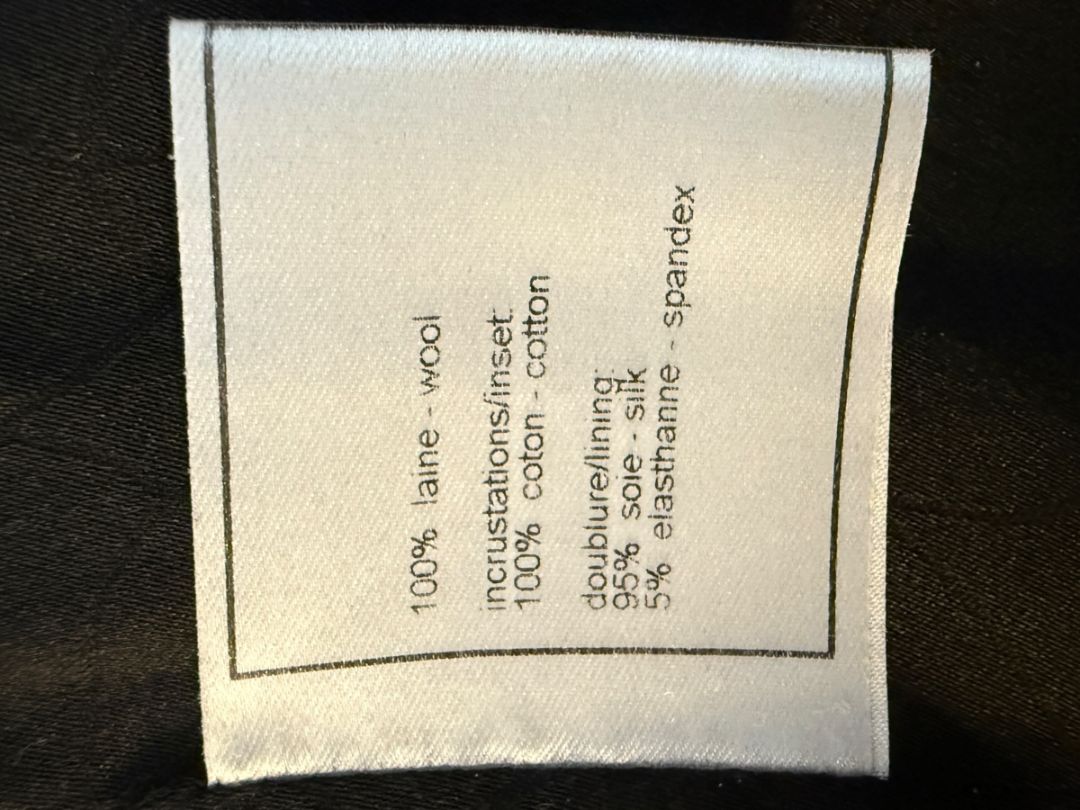 100% laine - wool
incrustations/inset:
100% coton - cotton
doublure/lining:
95% soie - silk
5% elasthanne - spandex